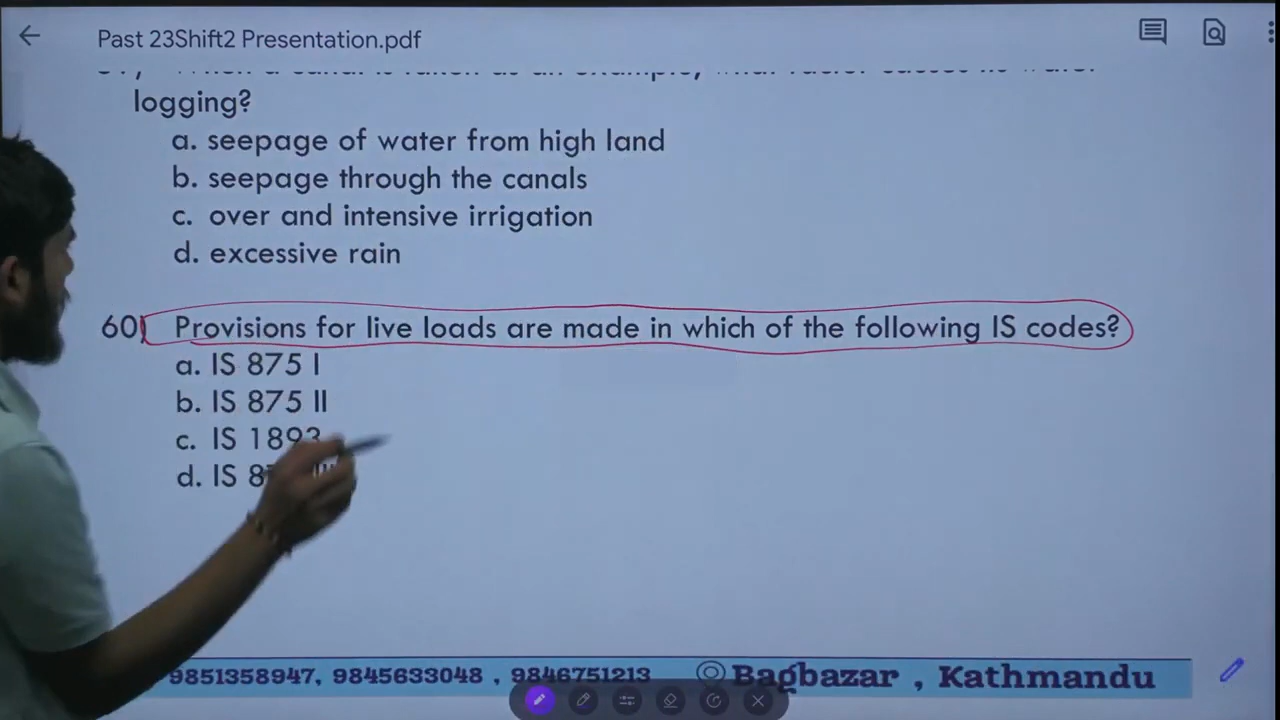 Past 23Shift2 Presentation.pdf
logging?
a. seepage of water from high land
b. seepage through the canals
c. over and intensive irrigation
d. excessive rain
60) Provisions for live loads are made in which of the following IS codes?
a. IS 875 I
b. IS 875 II
c. IS 1893
d. IS 8
9851358947, 9845633048 , 9846751213 Bagbazar , Kathmandu